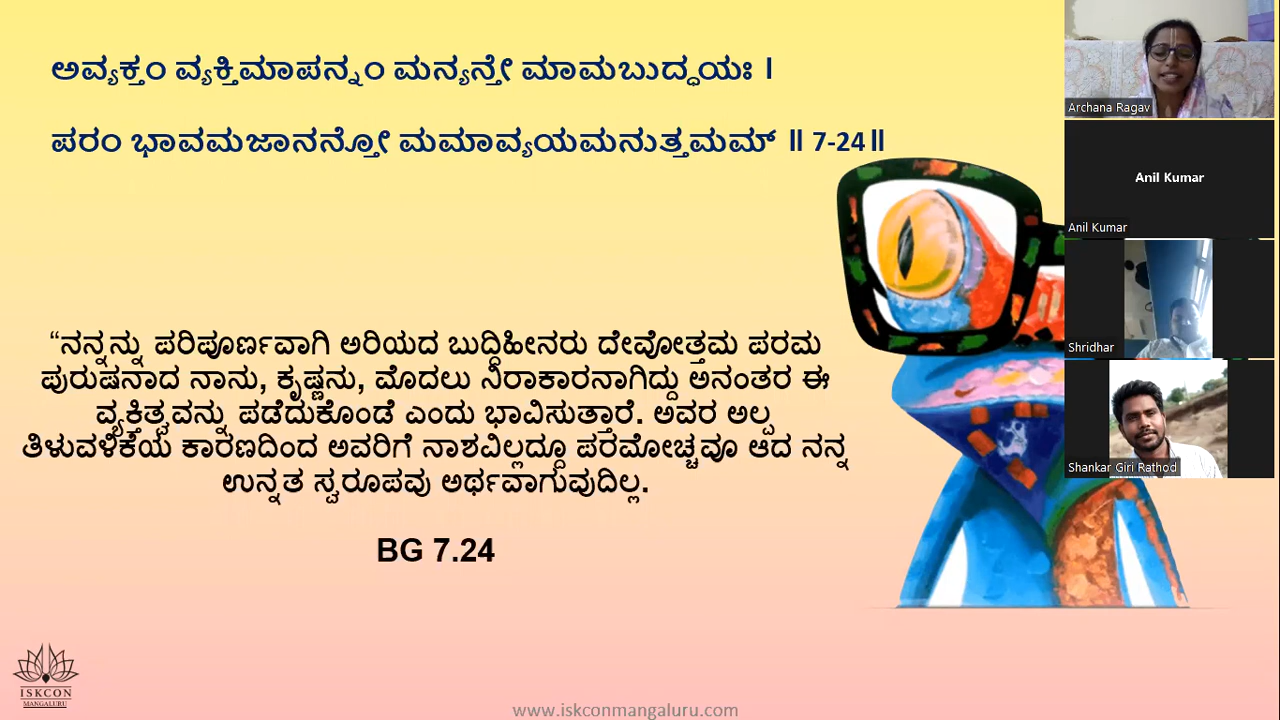 ಅವ್ಯಕ್ತಂ ವ್ಯಕ್ತಿಮಾಪನ್ನಂ ಮನ್ಯನ್ತೇ ಮಾಮಬುದ್ಧಯಃ ।
ಪರಂ ಭಾವಮಜಾನನ್ತೋ ಮಮಾವ್ಯಯಮನುತ್ತಮಮ್ ॥ 7-24॥
“ನನ್ನನ್ನು ಪರಿಪೂರ್ಣವಾಗಿ ಅರಿಯದ ಬುದ್ಧಿಹೀನರು ದೇವೋತ್ತಮ ಪರಮ
ಪುರುಷನಾದ ನಾನು, ಕೃಷ್ಣನು, ಮೊದಲು ನಿರಾಕಾರನಾಗಿದ್ದು ಅನಂತರ ಈ
ವ್ಯಕ್ತಿತ್ವವನ್ನು ಪಡೆದುಕೊಂಡೆ ಎಂದು ಭಾವಿಸುತ್ತಾರೆ. ಅವರ ಅಲ್ಪ
ತಿಳುವಳಿಕೆಯ ಕಾರಣದಿಂದ ಅವರಿಗೆ ನಾಶವಿಲ್ಲದ್ದೂ ಪರಮೋಚ್ಚವೂ ಆದ ನನ್ನ
ಉನ್ನತ ಸ್ವರೂಪವು ಅರ್ಥವಾಗುವುದಿಲ್ಲ.
BG 7.24
ISKCON
MANGALURU
www.iskconmangaluru.com
Archana Ragav
Anil Kumar
Anil Kumar
Shridhar
Shankar Giri Rathod